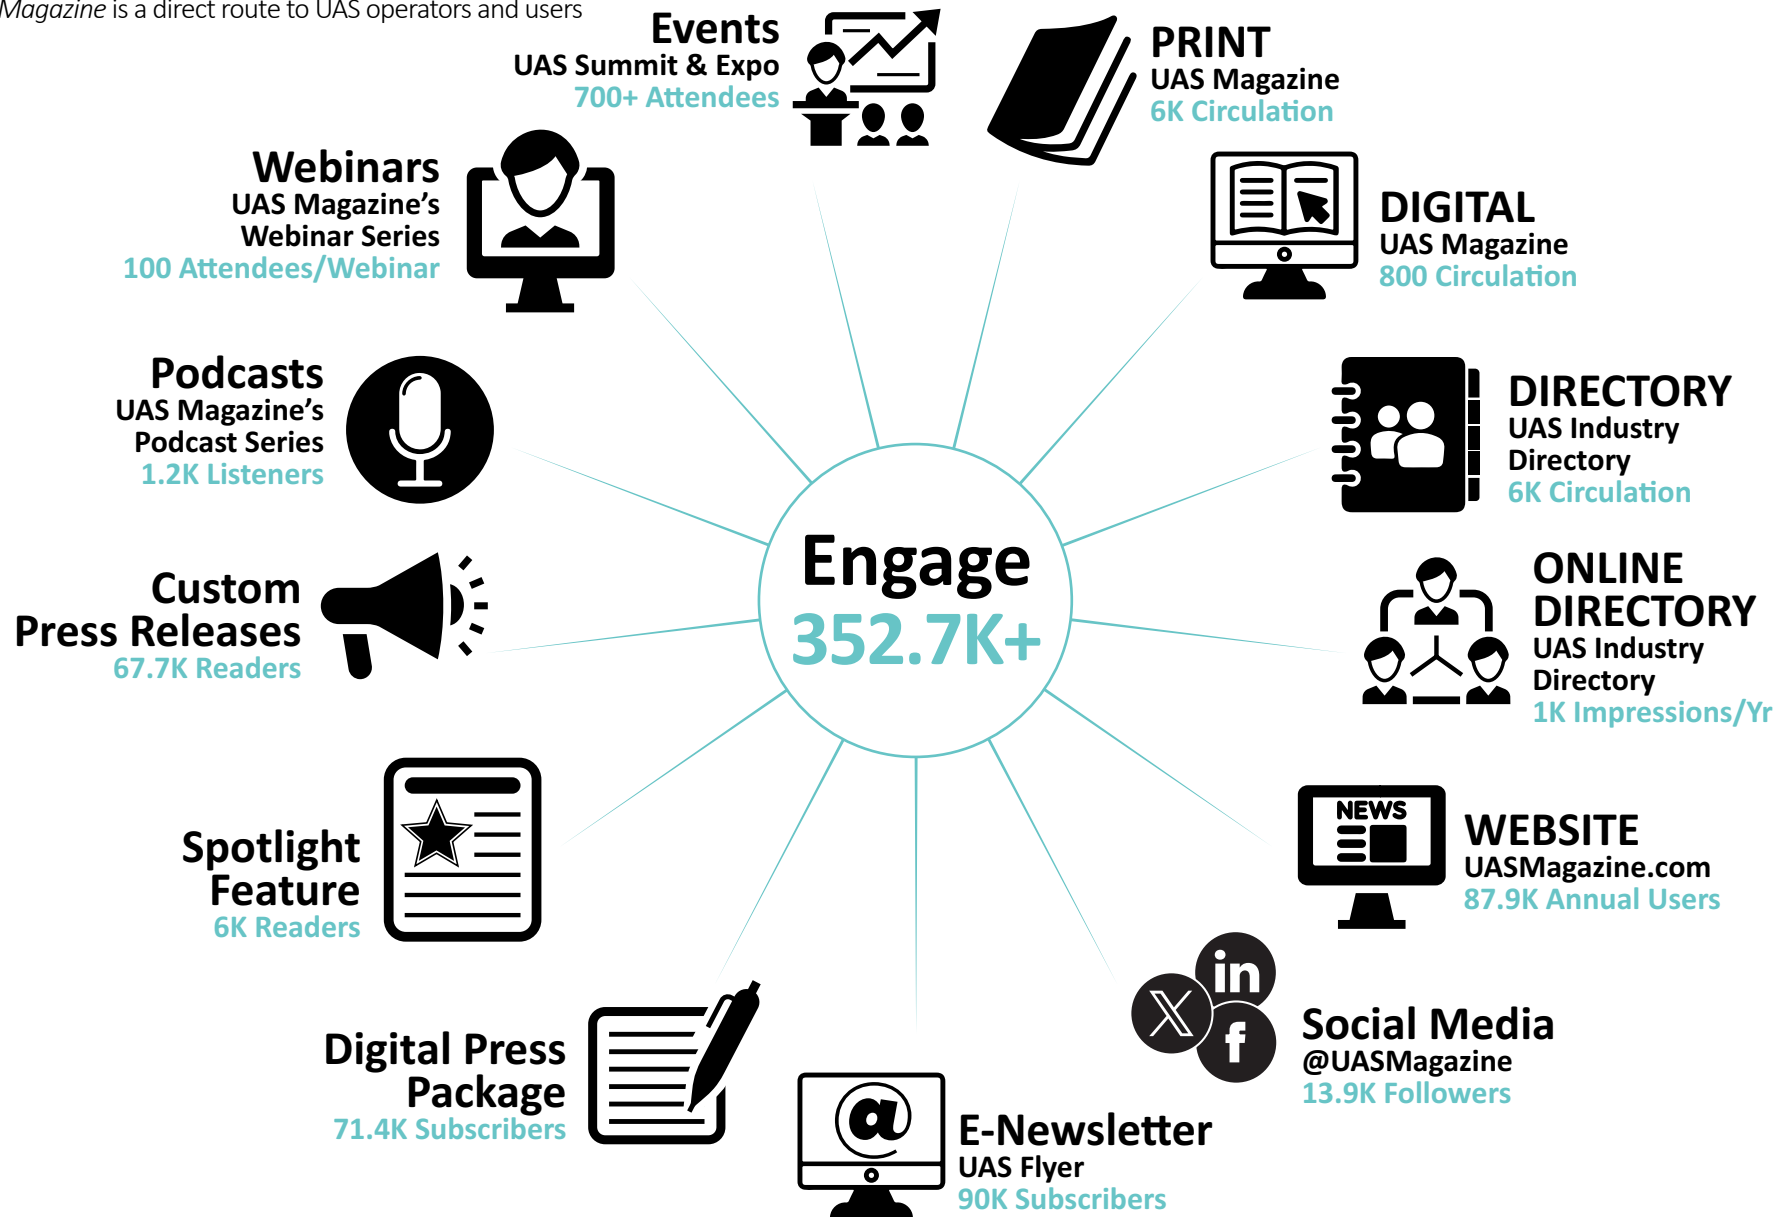 Magazine is a direct route to UAS operators and users
Events
UAS Summit & Expo
700+ Attendees
PRINT
UAS Magazine
6K Circulation
Webinars
UAS Magazine’s
Webinar Series
100 Attendees/Webinar
DIGITAL
UAS Magazine
800 Circulation
Podcasts
UAS Magazine’s
Podcast Series
1.2K Listeners
DIRECTORY
UAS Industry
Directory
6K Circulation
Engage
352.7K+
Custom
Press Releases
67.7K Readers
ONLINE
DIRECTORY
UAS Industry
Directory
1K Impressions/Yr
Spotlight
Feature
6K Readers
NEWS
WEBSITE
UASMagazine.com
87.9K Annual Users
Digital Press
Package
71.4K Subscribers
in
X
f
Social Media
@UASMagazine
13.9K Followers
@
E-Newsletter
UAS Flyer
90K Subscribers